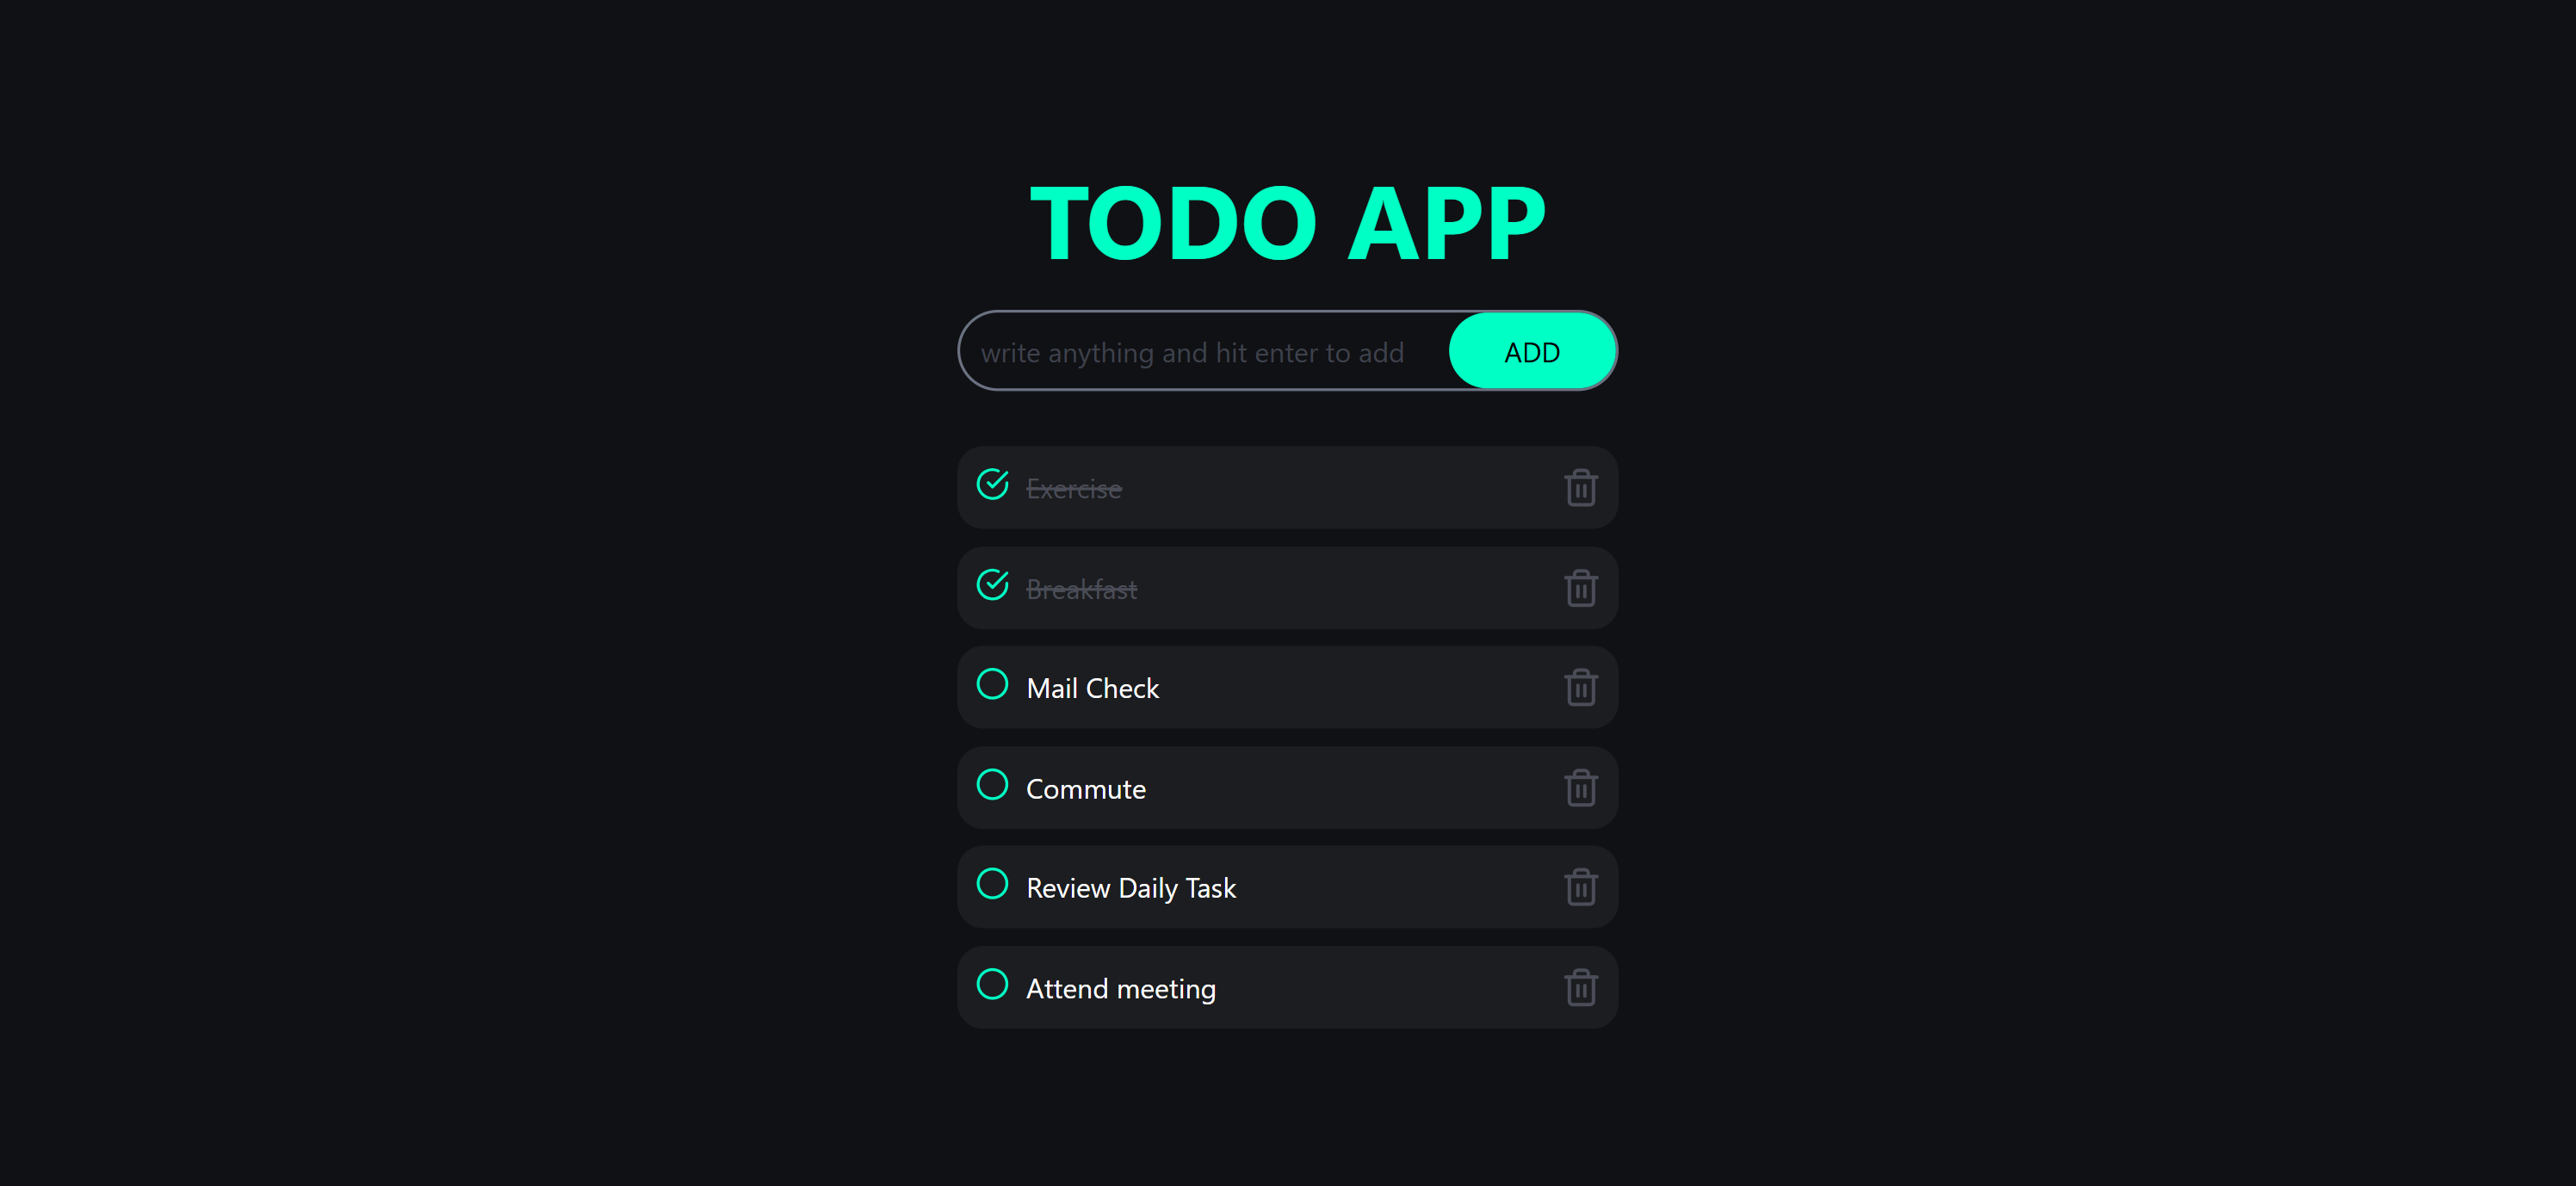 TODO APP
write anything and hit enter to add
ADD
Exercise
Breakfast
Mail Check
Commute
Review Daily Task
Attend meeting